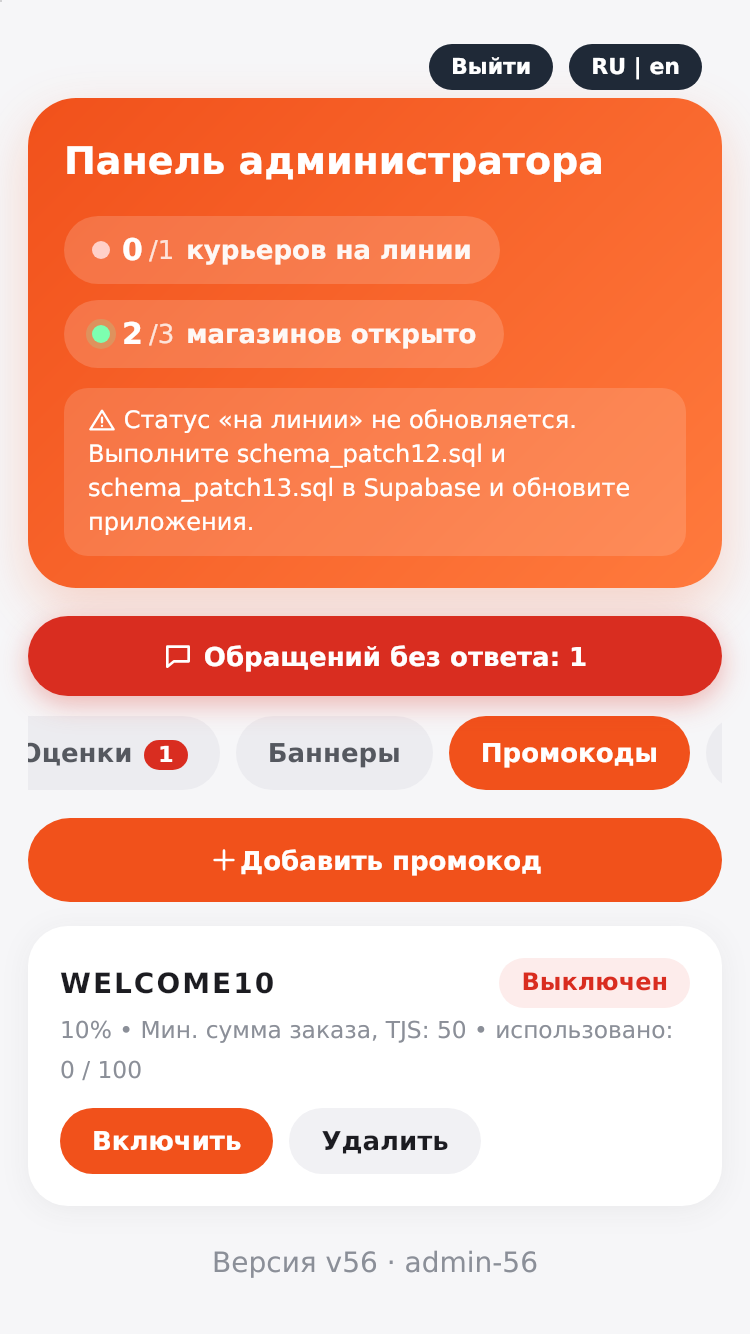 Выйти
RU | en
Панель администратора
0 /1 курьеров на линии
2 /3 магазинов открыто
Статус «на линии» не обновляется.
Выполните schema_patch12.sql и
schema_patch13.sql в Supabase и обновите
приложения.
Обращений без ответа: 1
Оценки 1
Баннеры
Промокоды
+Добавить промокод
WELCOME10
Выключен
10% • Мин. сумма заказа, TJS: 50 • использовано:
0 / 100
Включить
Удалить
Версия v56 · admin-56